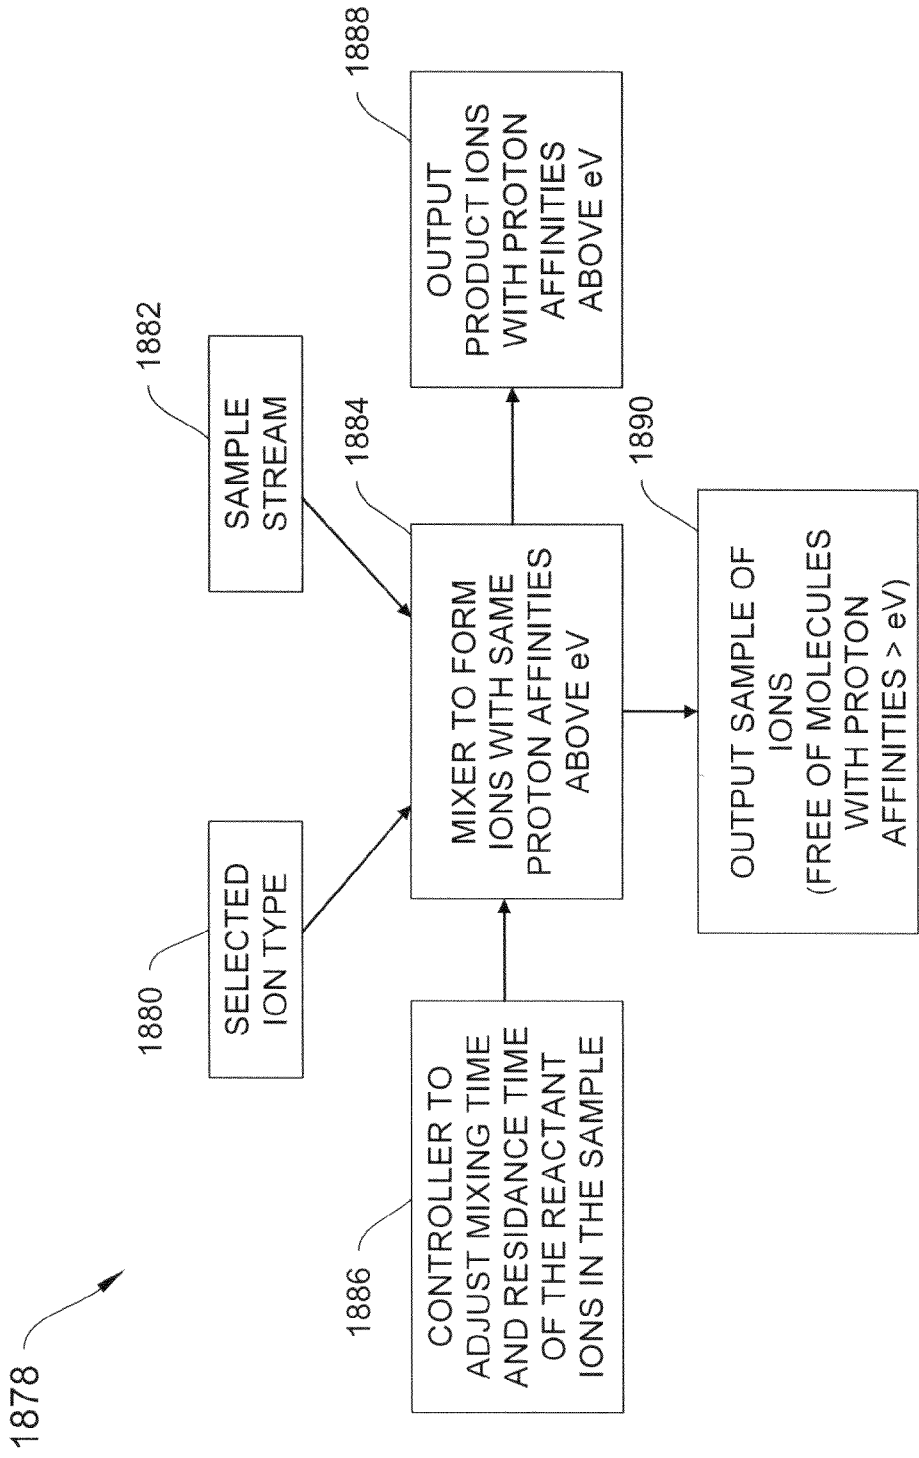 1878
1880
SELECTED
ION TYPE
1882
SAMPLE
STREAM
1886
CONTROLLER TO
ADJUST MIXING TIME
AND RESIDANCE TIME
OF THE REACTANT
IONS IN THE SAMPLE
1884
MIXER TO FORM
IONS WITH SAME
PROTON AFFINITIES
ABOVE eV
1888
OUTPUT
PRODUCT IONS
WITH PROTON
AFFINITIES
ABOVE eV
1890
OUTPUT SAMPLE OF
IONS
(FREE OF MOLECULES
WITH PROTON
AFFINITIES > eV)